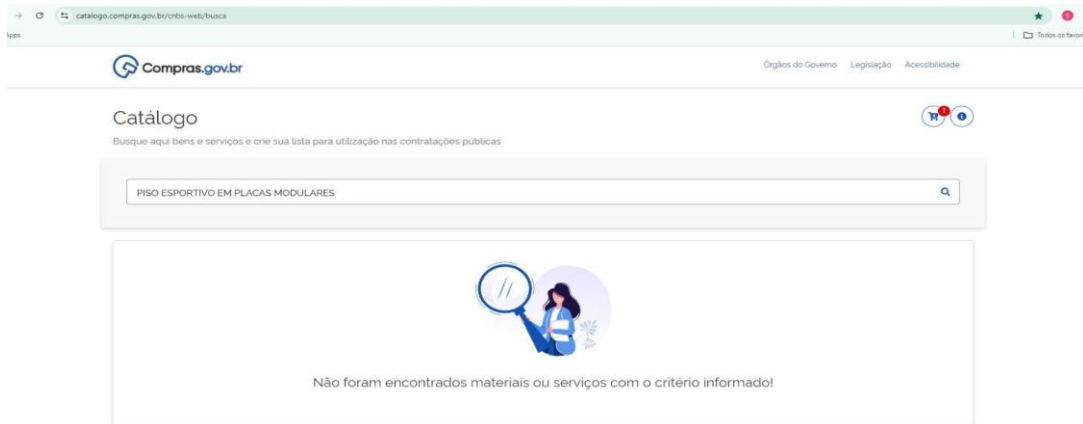 catalogo.compras.gov.br/cnbs-web/busca
Apps
Todos os favori
Compras.gov.br
Órgãos do Governo Legislação Acessibilidade
Catálogo
1
Busque aqui bens e serviços e crie sua lista para utilização nas contratações públicas
PISO ESPORTIVO EM PLACAS MODULARES
Não foram encontrados materiais ou serviços com o critério informado!